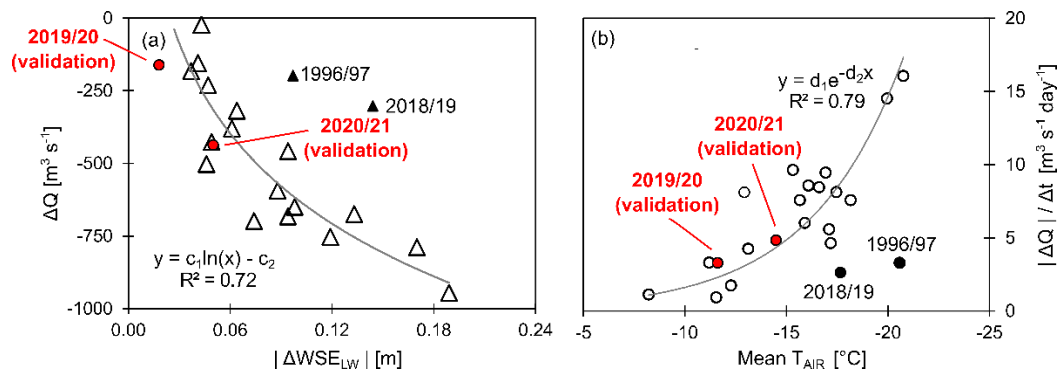 (a)
2019/20
(validation)
1996/97
2018/19
2020/21
(validation)
y = c₁ln(x) - c₂
R² = 0.72
0
-250
-500
-750
-1000
ΔQ [m³ s⁻¹]
0.00
0.06
0.12
0.18
0.24
| ΔWSE_LW | [m]
(b)
y = d₁e^-d₂x
R² = 0.79
2020/21
(validation)
2019/20
(validation)
1996/97
2018/19
20
15
10
5
0
| ΔQ | / Δt [m³ s⁻¹ day⁻¹]
-5
-10
-15
-20
-25
Mean T_AIR [°C]